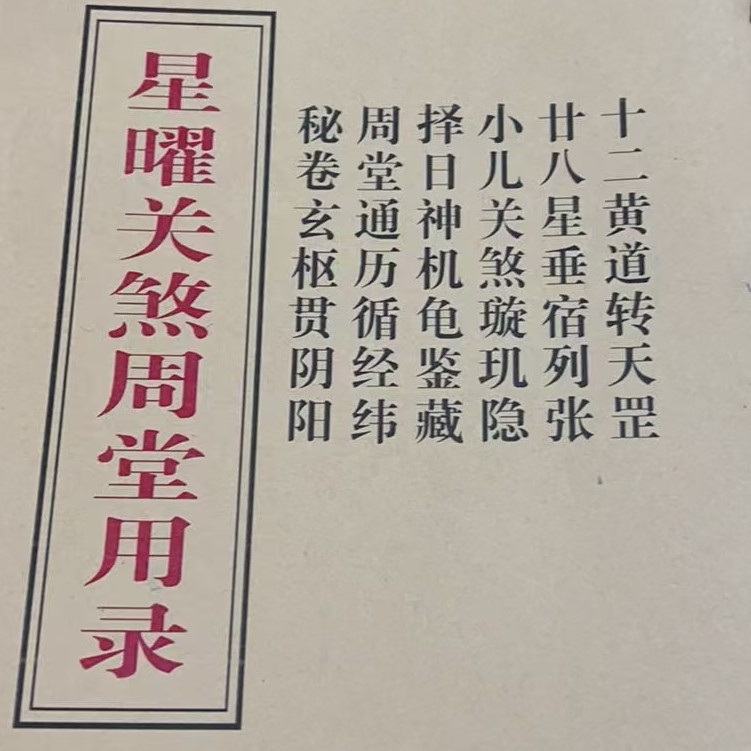 十二黄道转天罡
廿八星垂宿列张
小儿关煞璇玑隐
择日神机龟鉴藏
周堂通历循经纬
秘卷玄枢贯阴阳
星曜关煞周堂用录